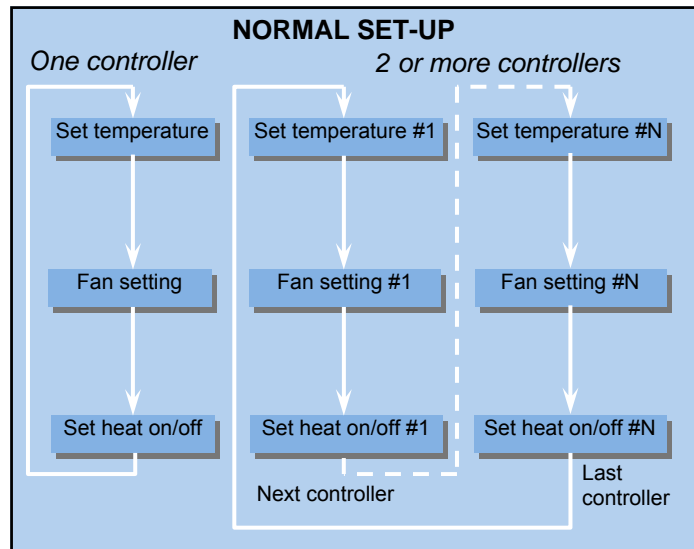 NORMAL SET-UP
One controller
2 or more controllers
Set temperature
Set temperature #1
Set temperature #N
Fan setting
Fan setting #1
Fan setting #N
Set heat on/off
Set heat on/off #1
Set heat on/off #N
Next controller
Last
controller